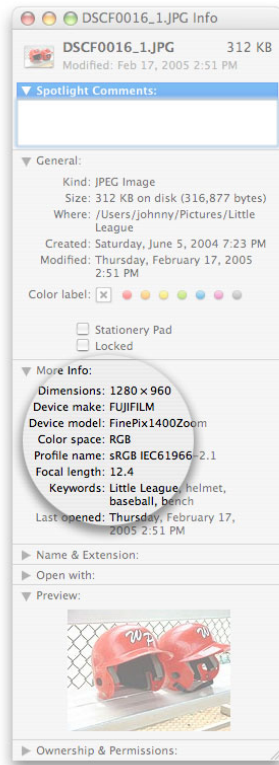 DSCF0016_1.JPG Info
DSCF0016_1.JPG 312 KB
Modified: Feb 17, 2005 2:51 PM
Spotlight Comments:
General:
Kind: JPEG Image
Size: 312 KB on disk (316,877 bytes)
Where: /Users/johnny/Pictures/Little
League
Created: Saturday, June 5, 2004 7:23 PM
Modified: Thursday, February 17, 2005
2:51 PM
Color label:
Stationery Pad
Locked
More Info:
Dimensions: 1280 × 960
Device make: FUJIFILM
Device model: FinePix1400Zoom
Color space: RGB
Profile name: sRGB IEC61966-2.1
Focal length: 12.4
Keywords: Little League, helmet,
baseball, bench
Last opened: Thursday, February 17,
2005 2:51 PM
Name & Extension:
Open with:
Preview:
WP
Ownership & Permissions: